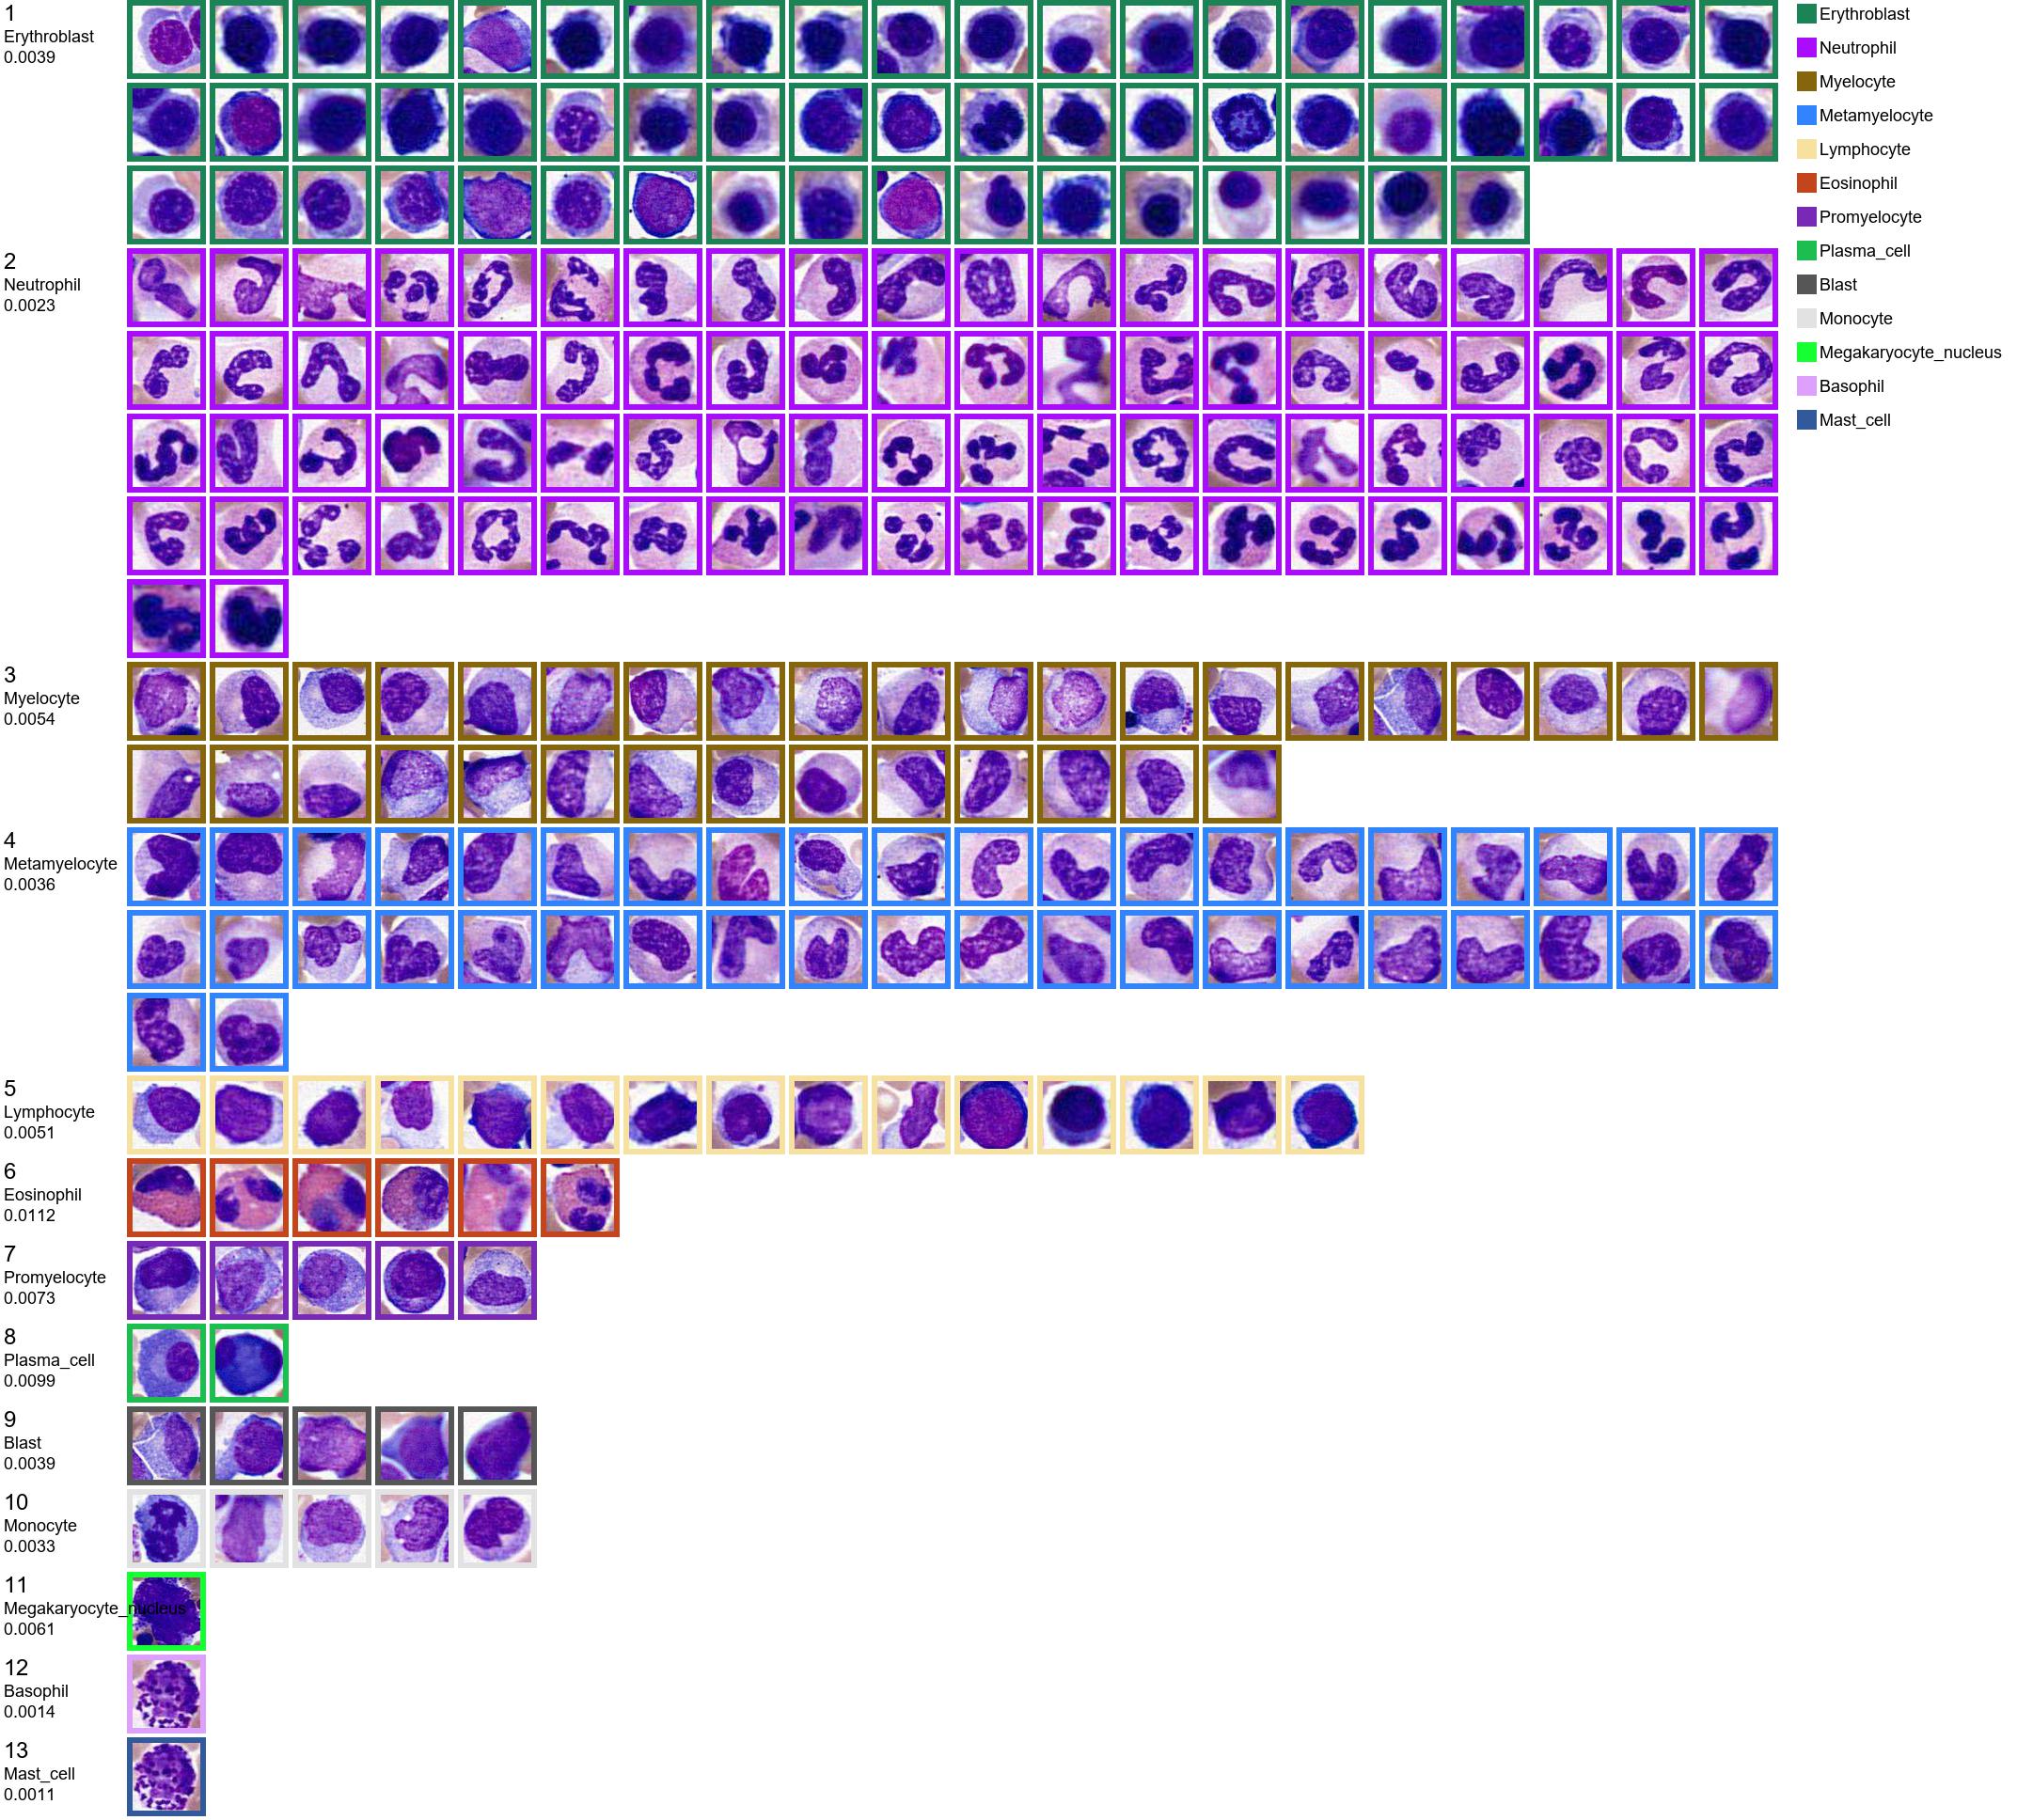 1
Erythroblast
0.0039
2
Neutrophil
0.0023
3
Myelocyte
0.0054
4
Metamyelocyte
0.0036
5
Lymphocyte
0.0051
6
Eosinophil
0.0112
7
Promyelocyte
0.0073
8
Plasma_cell
0.0099
9
Blast
0.0039
10
Monocyte
0.0033
11
Megakaryocyte_nucleus
0.0061
12
Basophil
0.0014
13
Mast_cell
0.0011
Erythroblast
Neutrophil
Myelocyte
Metamyelocyte
Lymphocyte
Eosinophil
Promyelocyte
Plasma_cell
Blast
Monocyte
Megakaryocyte_nucleus
Basophil
Mast_cell